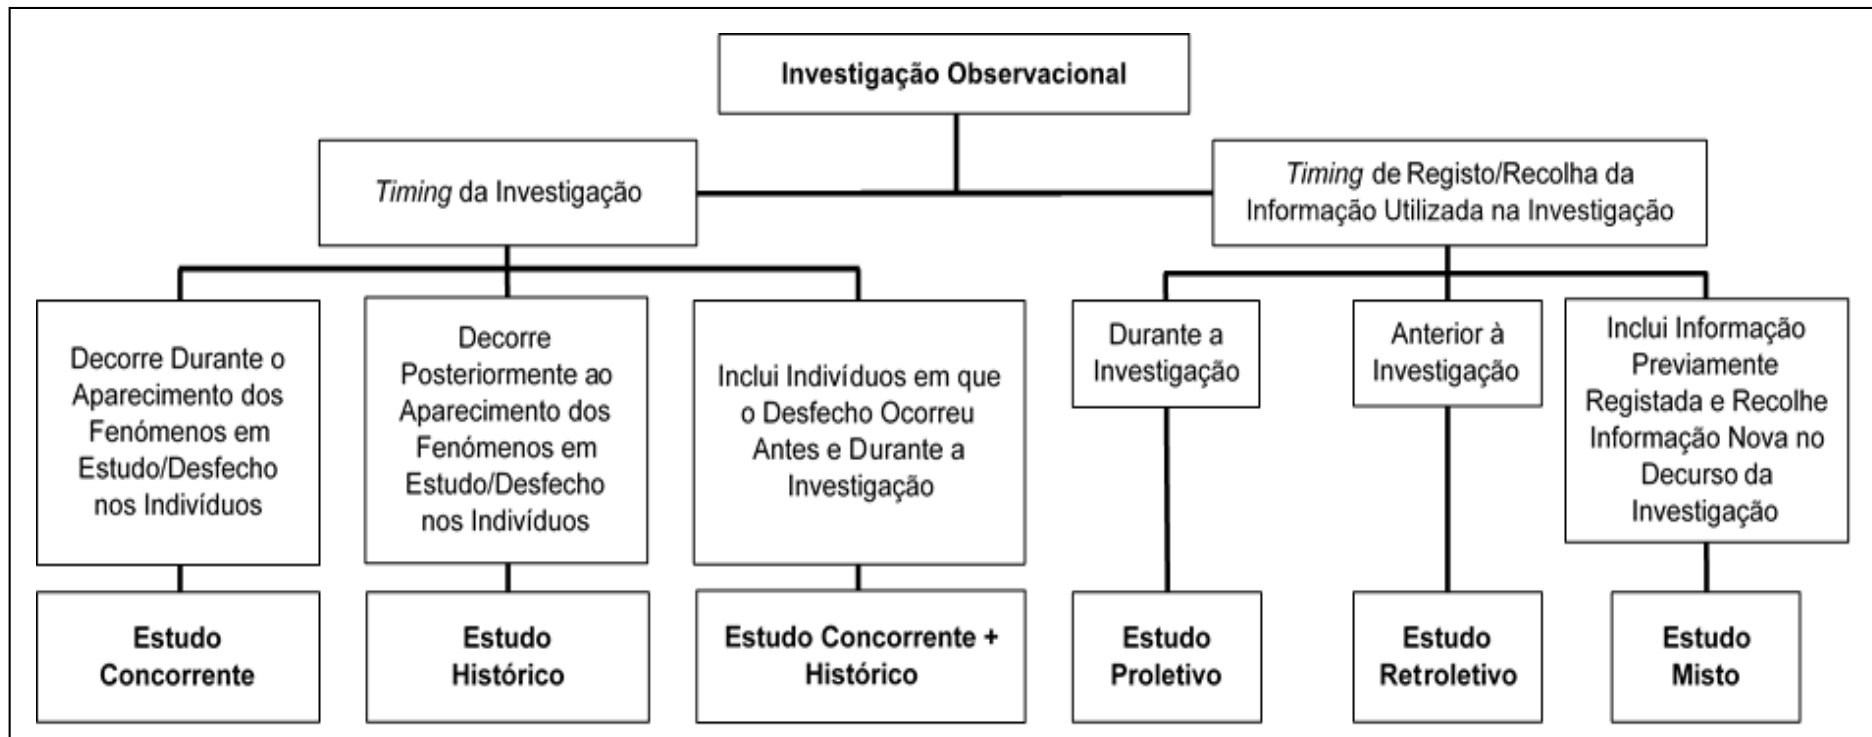 Investigação Observacional
Timing da Investigação
Timing de Registo/Recolha da
Informação Utilizada na Investigação
Decorre Durante o
Aparecimento dos
Fenómenos em
Estudo/Desfecho
nos Indivíduos
Decorre
Posteriormente ao
Aparecimento dos
Fenómenos em
Estudo/Desfecho
nos Indivíduos
Inclui Indivíduos em que
o Desfecho Ocorreu
Antes e Durante a
Investigação
Durante a
Investigação
Anterior à
Investigação
Inclui Informação
Previamente
Registada e Recolhe
Informação Nova no
Decurso da
Investigação
Estudo
Concorrente
Estudo
Histórico
Estudo Concorrente +
Histórico
Estudo
Proletivo
Estudo
Retroletivo
Estudo
Misto